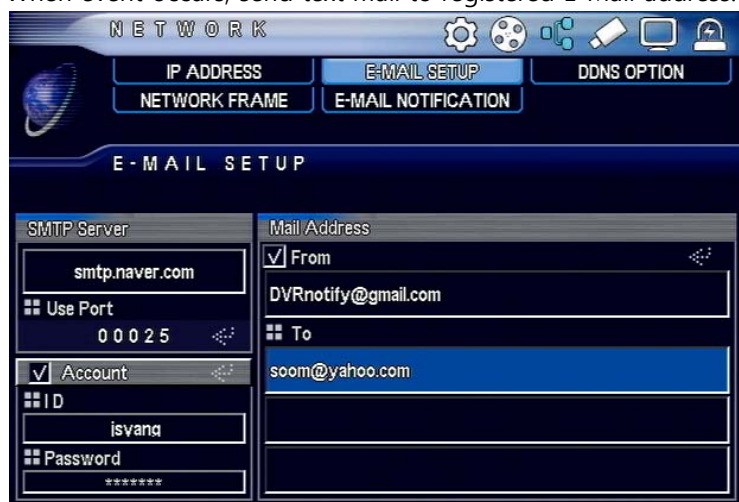 When event occurs, send text mail to registered E-mail address.
NETWORK
IP ADDRESS
E-MAIL SETUP
DDNS OPTION
NETWORK FRAME
E-MAIL NOTIFICATION
E-MAIL SETUP
SMTP Server
smtp.naver.com
Use Port
00025
Account
ID
jsyang
Password
*******
Mail Address
From
DVRnotify@gmail.com
To
soom@yahoo.com